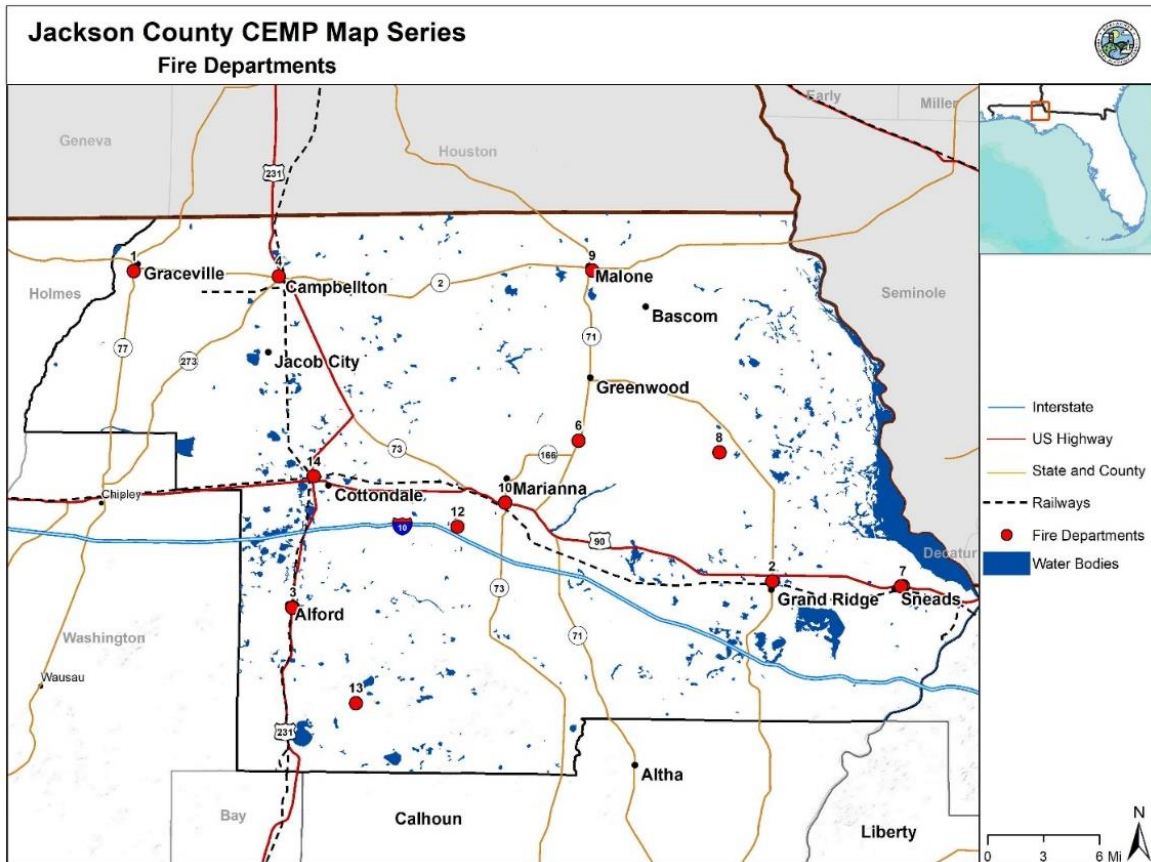 Jackson County CEMP Map Series
Fire Departments
Early
Miller
Geneva
Houston
231
1
Graceville
4
Campbellton
9
Malone
2
Holmes
Seminole
Bascom
77
273
71
Jacob City
Greenwood
6
8
73
166
14
Cottondale
10
Marianna
Chipley
10
12
90
Decatur
2
7
Grand Ridge
Sneads
3
Alford
73
71
Washington
Wausau
13
231
Altha
Bay
Calhoun
Liberty
Interstate
US Highway
State and County
Railways
Fire Departments
Water Bodies
N
0 3 6 Mi